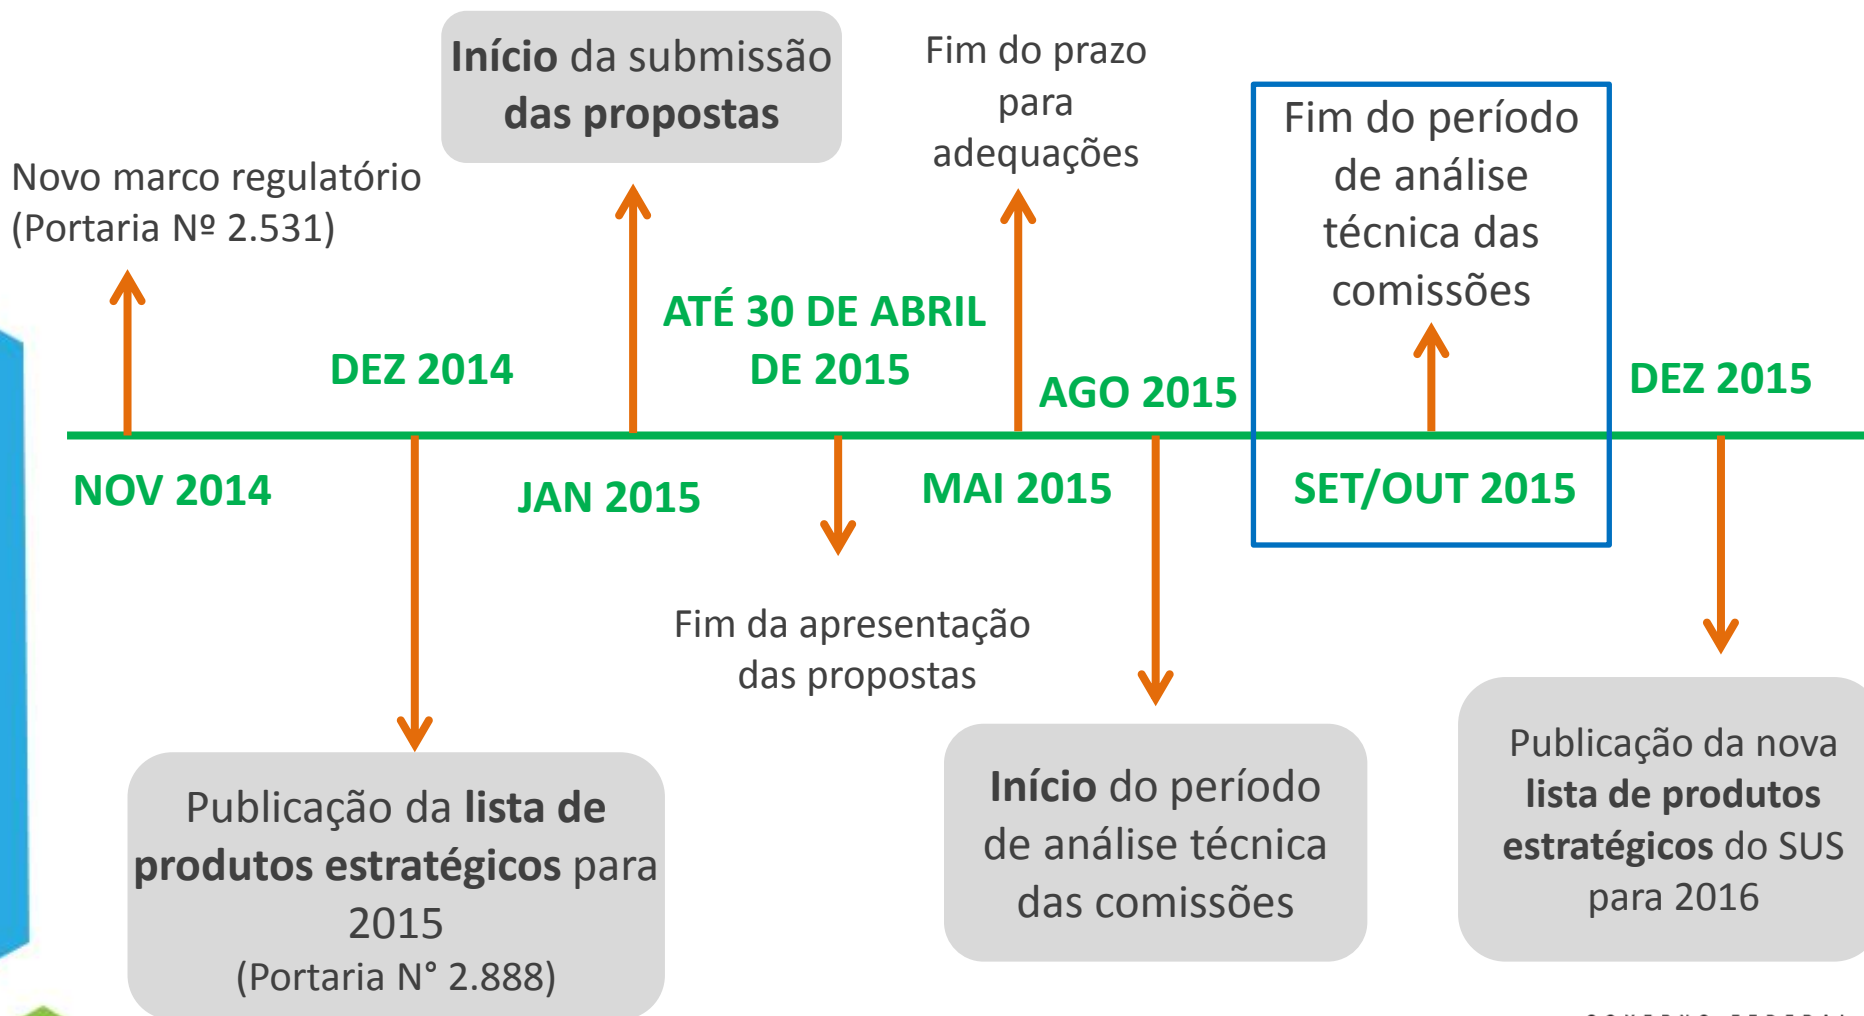 Novo marco regulatório
(Portaria Nº 2.531)
NOV 2014
DEZ 2014
Publicação da lista de
produtos estratégicos para
2015
(Portaria N° 2.888)
Início da submissão
das propostas
JAN 2015
ATÉ 30 DE ABRIL
DE 2015
Fim da apresentação
das propostas
Fim do prazo
para
adequações
MAI 2015
AGO 2015
Início do período
de análise técnica
das comissões
Fim do período
de análise
técnica das
comissões
SET/OUT 2015
DEZ 2015
Publicação da nova
lista de produtos
estratégicos do SUS
para 2016
GOVERNO FEDERAL